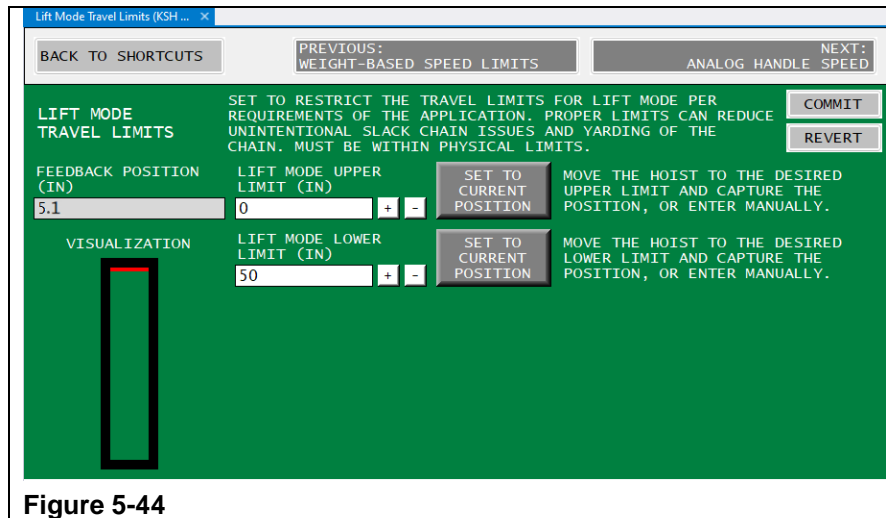 Lift Mode Travel Limits (KSH ... ×
BACK TO SHORTCUTS
PREVIOUS:
WEIGHT-BASED SPEED LIMITS
NEXT:
ANALOG HANDLE SPEED
LIFT MODE
TRAVEL LIMITS
SET TO RESTRICT THE TRAVEL LIMITS FOR LIFT MODE PER
REQUIREMENTS OF THE APPLICATION. PROPER LIMITS CAN REDUCE
UNINTENTIONAL SLACK CHAIN ISSUES AND YARDING OF THE
CHAIN. MUST BE WITHIN PHYSICAL LIMITS.
COMMIT
REVERT
FEEDBACK POSITION
(IN)
5.1
LIFT MODE UPPER
LIMIT (IN)
0
+ -
SET TO
CURRENT
POSITION
MOVE THE HOIST TO THE DESIRED
UPPER LIMIT AND CAPTURE THE
POSITION, OR ENTER MANUALLY.
VISUALIZATION
LIFT MODE LOWER
LIMIT (IN)
50
+ -
SET TO
CURRENT
POSITION
MOVE THE HOIST TO THE DESIRED
LOWER LIMIT AND CAPTURE THE
POSITION, OR ENTER MANUALLY.
Figure 5-44